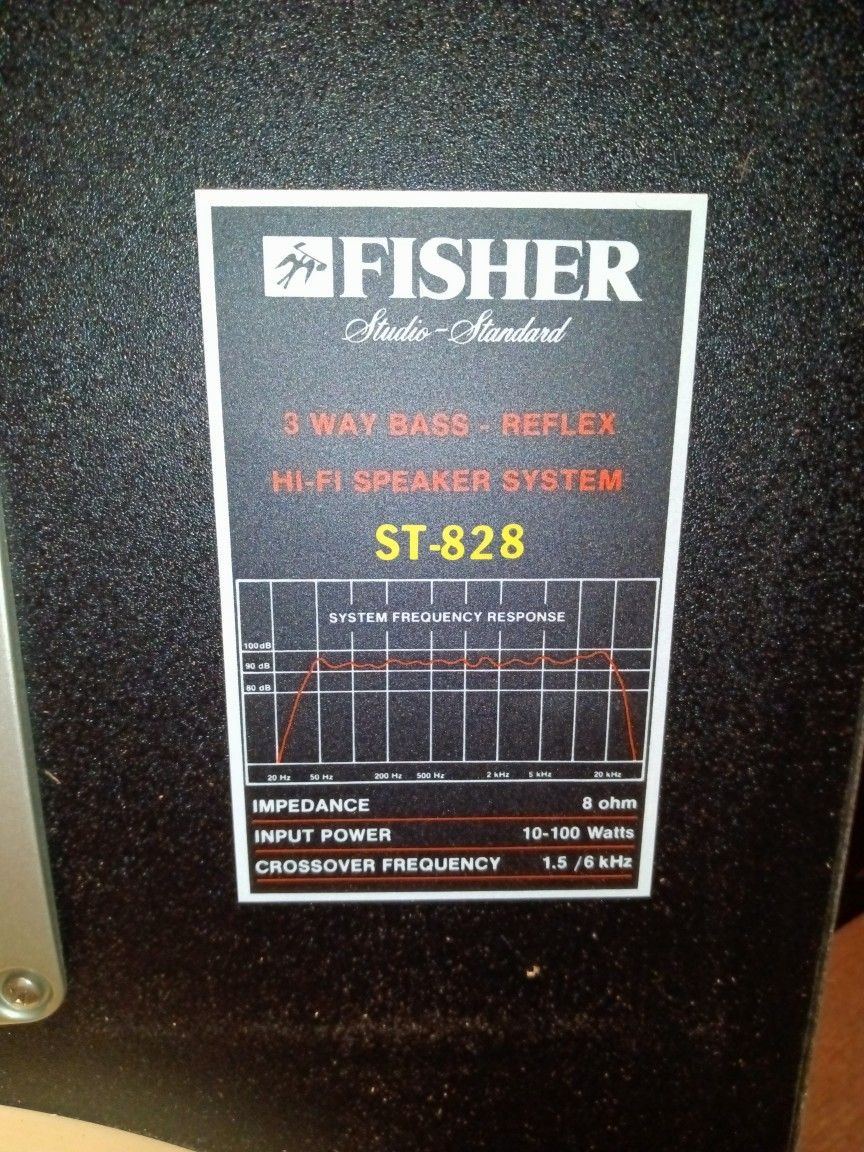 FISHER
Studio-Standard
3 WAY BASS - REFLEX
HI-FI SPEAKER SYSTEM
ST-828
SYSTEM FREQUENCY RESPONSE
100 dB
90 dB
80 dB
20 Hz 50 Hz 200 Hz 500 Hz 2 kHz 5 kHz 20 kHz
IMPEDANCE 8 ohm
INPUT POWER 10-100 Watts
CROSSOVER FREQUENCY 1.5 /6 kHz